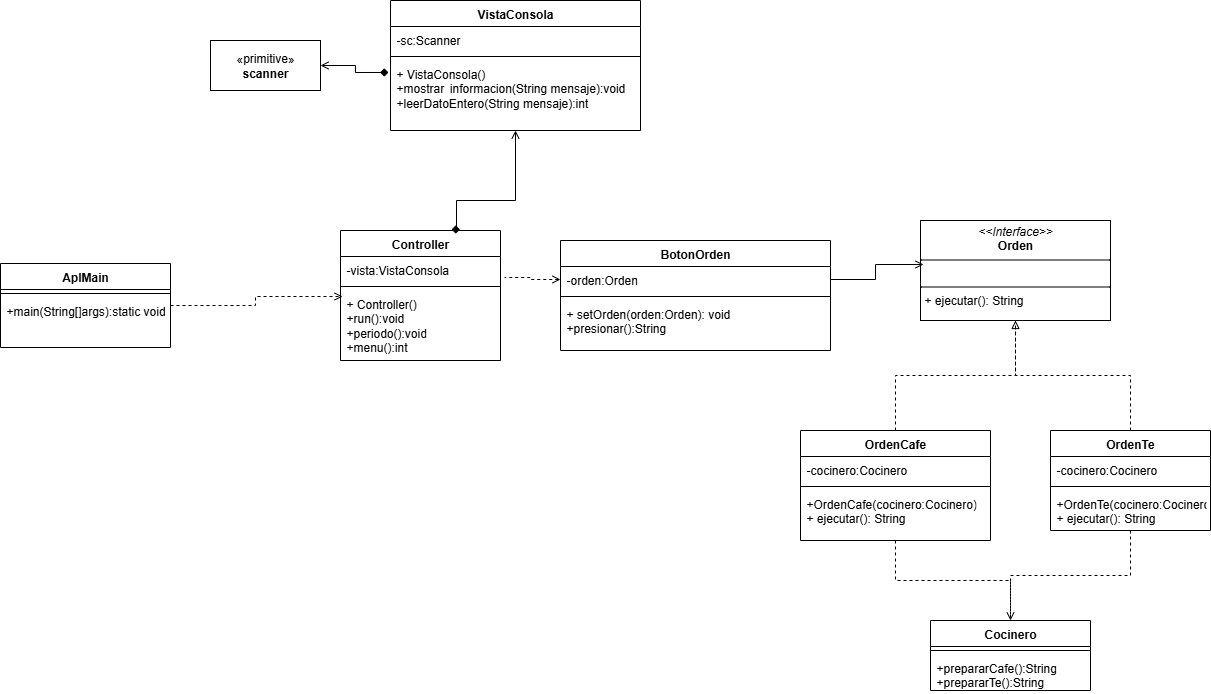 VistaConsola
-sc:Scanner
+ VistaConsola()
+mostrar informacion(String mensaje):void
+leerDatoEntero(String mensaje):int
«primitive»
scanner
Controller
-vista:VistaConsola
+ Controller()
+run():void
+periodo():void
+menu():int
AplMain
+main(String[]args):static void
BotonOrden
-orden:Orden
+ setOrden(orden:Orden): void
+presionar():String
<<Interface>>
Orden
+ ejecutar(): String
OrdenCafe
-cocinero:Cocinero
+OrdenCafe(cocinero:Cocinero)
+ ejecutar(): String
OrdenTe
-cocinero:Cocinero
+OrdenTe(cocinero:Cocinero
+ ejecutar(): String
Cocinero
+prepararCafe():String
+prepararTe():String